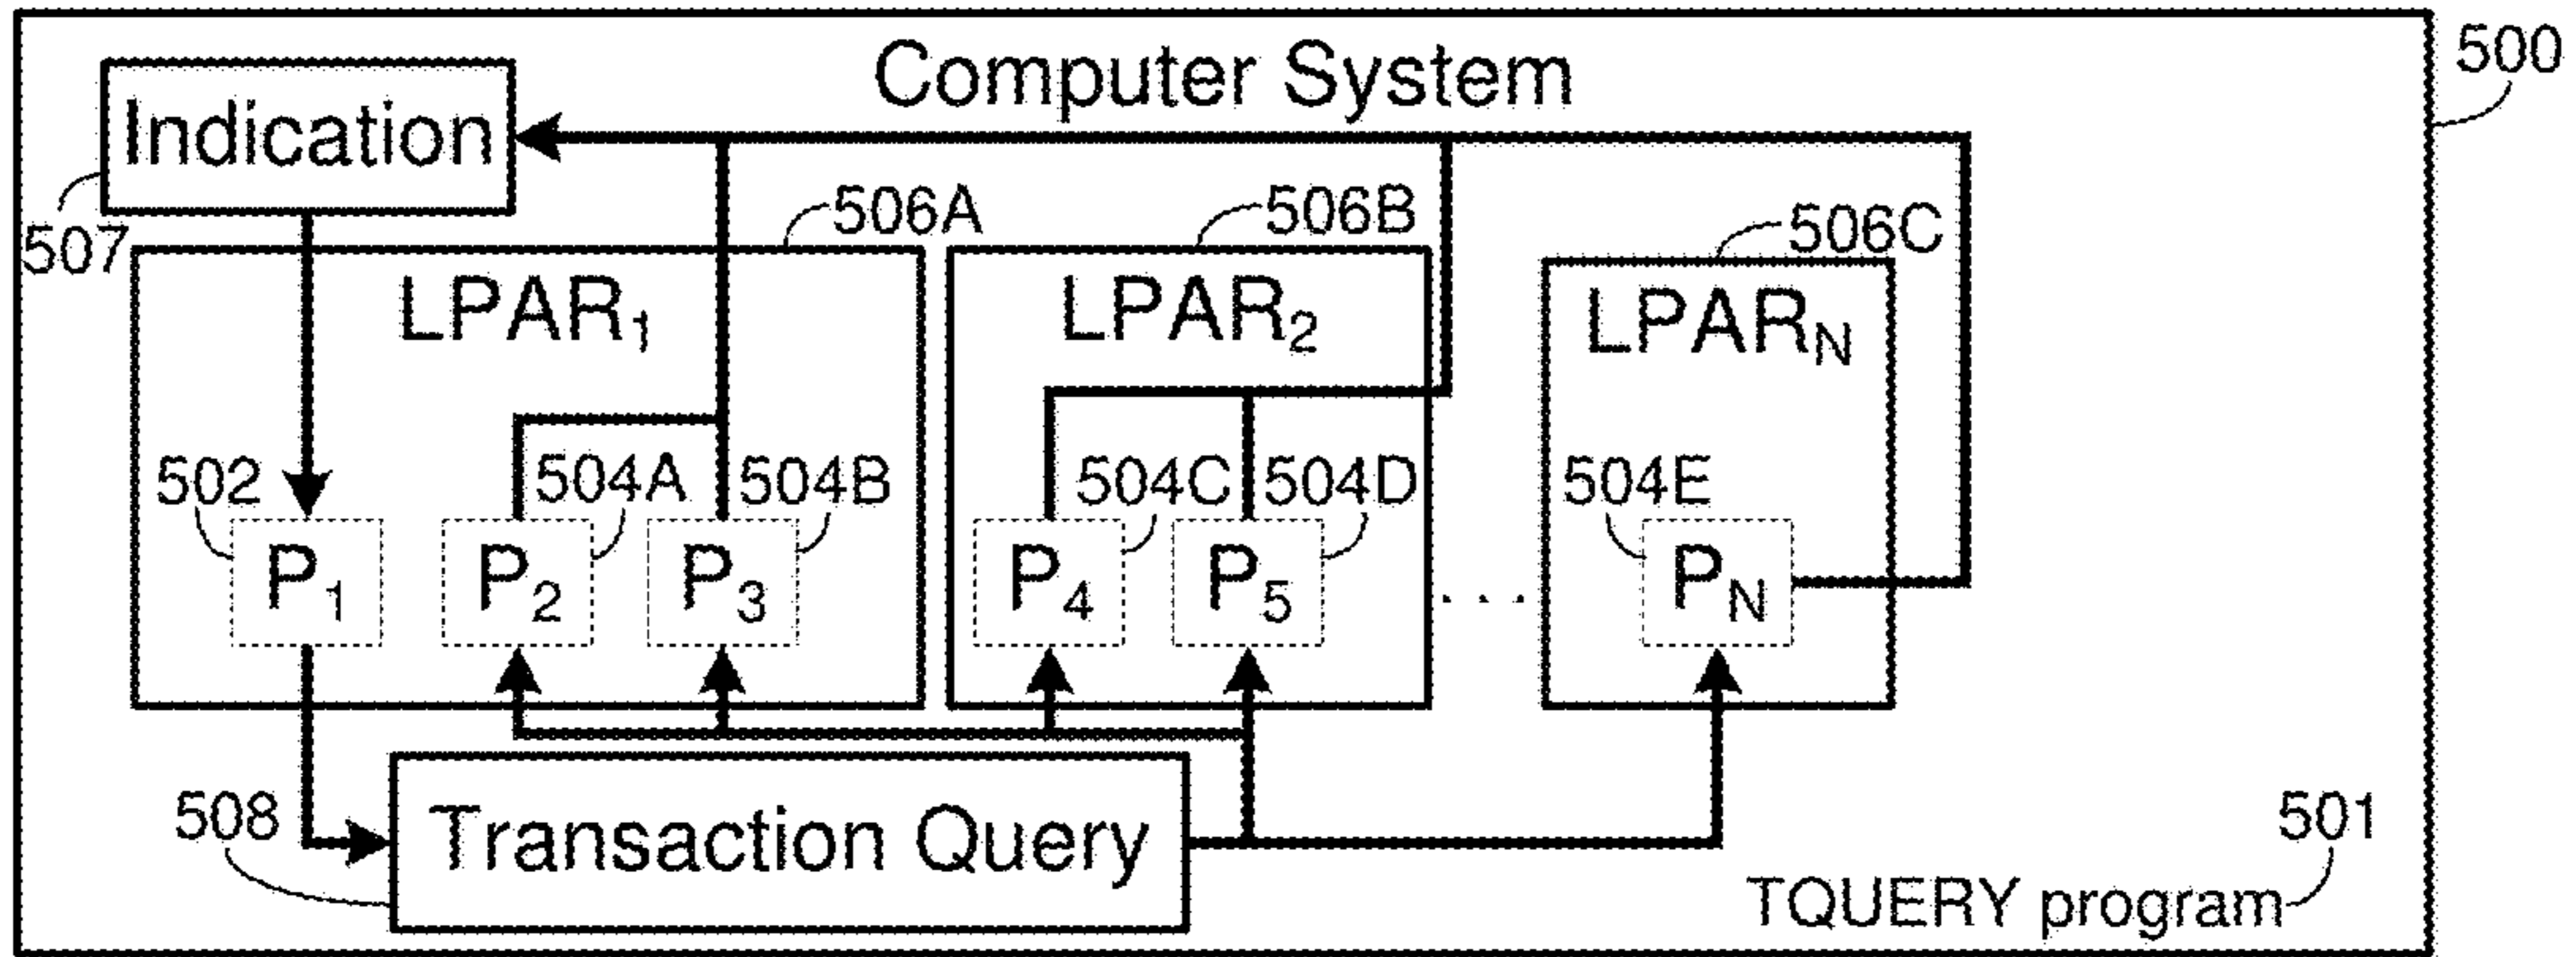 Computer System
500
Indication
507
506A
506B
506C
LPAR1
LPAR2
LPARN
502
504A
504B
504C
504D
504E
P1
P2
P3
P4
P5
. . .
PN
508
Transaction Query
501
TQUERY program